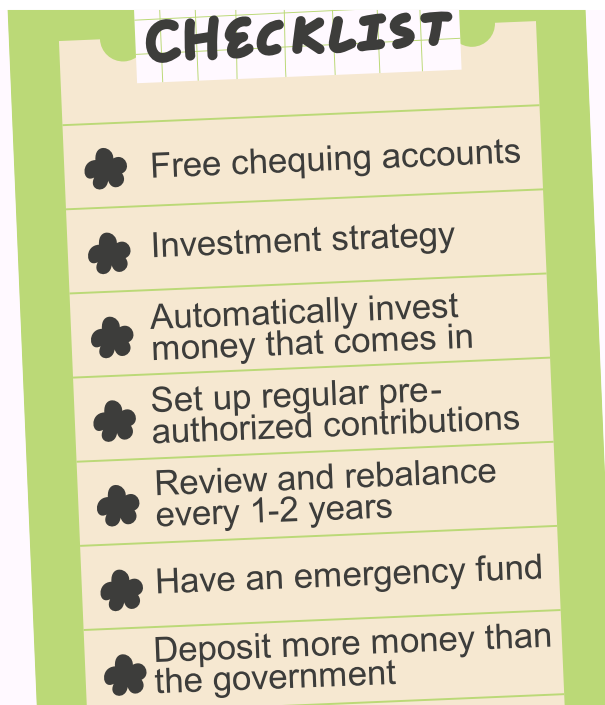 CHECKLIST
Free chequing accounts
Investment strategy
Automatically invest
money that comes in
Set up regular pre-
authorized contributions
Review and rebalance
every 1-2 years
Have an emergency fund
Deposit more money than
the government